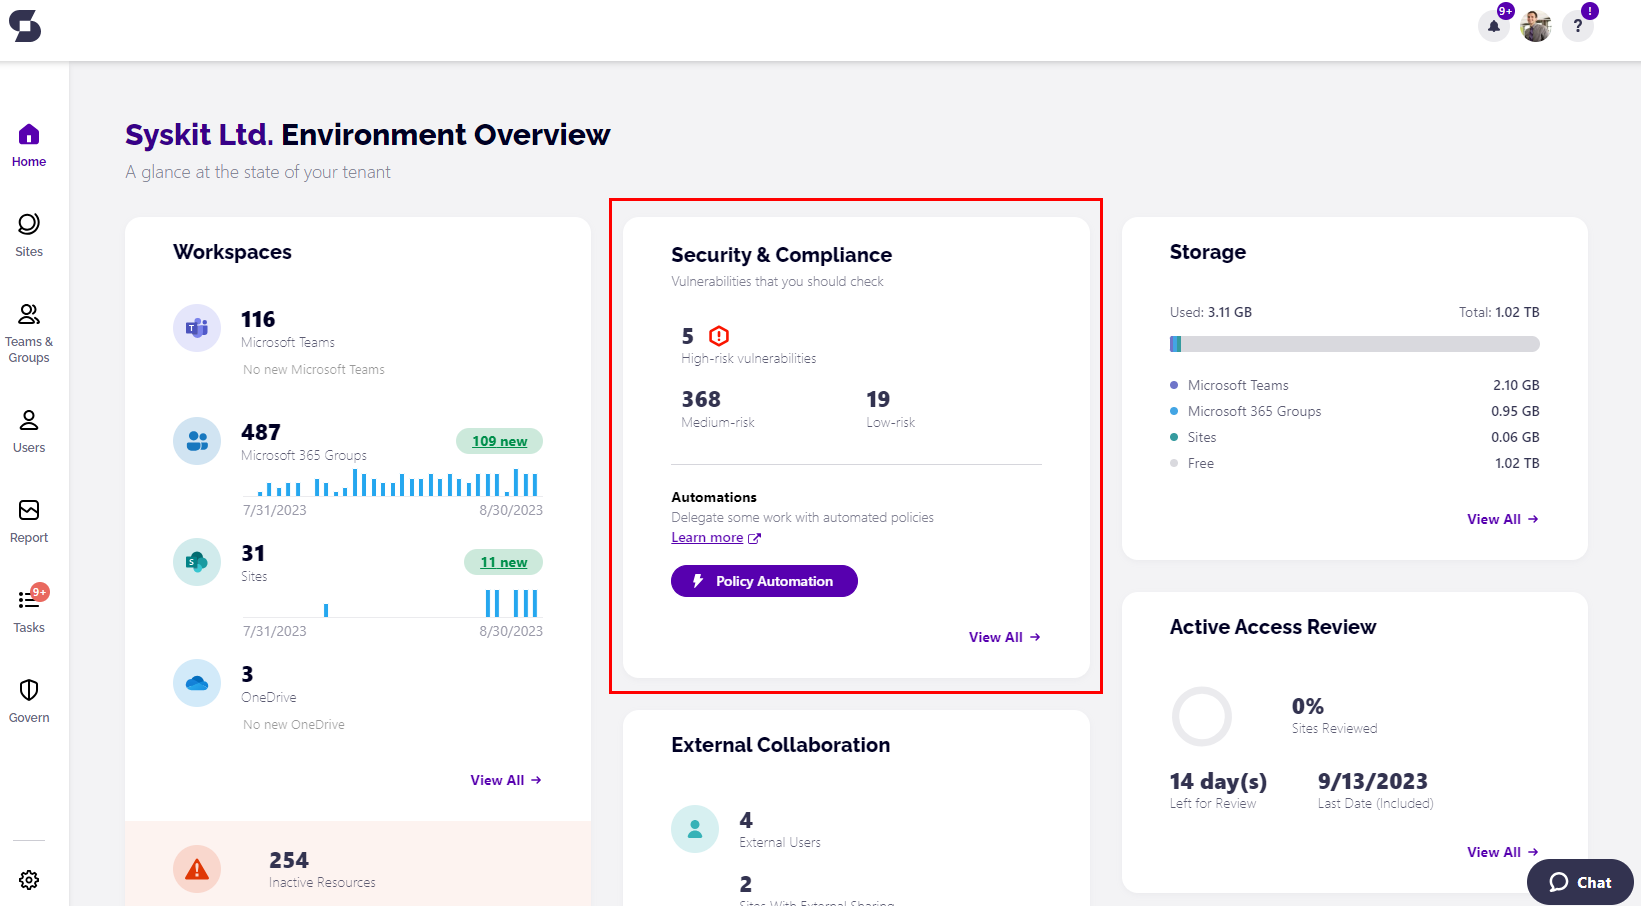 9+
!
?
Home
Sites
Teams &
Groups
Users
Report
9+
Tasks
Govern
Syskit Ltd. Environment Overview
A glance at the state of your tenant
Workspaces
T
116
Microsoft Teams
No new Microsoft Teams
487
Microsoft 365 Groups
109 new
7/31/2023 8/30/2023
S
31
Sites
11 new
7/31/2023 8/30/2023
3
OneDrive
No new OneDrive
View All
254
Inactive Resources
Security & Compliance
Vulnerabilities that you should check
5
High-risk vulnerabilities
368
Medium-risk
19
Low-risk
Automations
Delegate some work with automated policies
Learn more
Policy Automation
View All
External Collaboration
4
External Users
2
Sites With External Sharing
Storage
Used: 3.11 GB Total: 1.02 TB
Microsoft Teams 2.10 GB
Microsoft 365 Groups 0.95 GB
Sites 0.06 GB
Free 1.02 TB
View All
Active Access Review
0%
Sites Reviewed
14 day(s)
Left for Review
9/13/2023
Last Date (Included)
View All
Chat